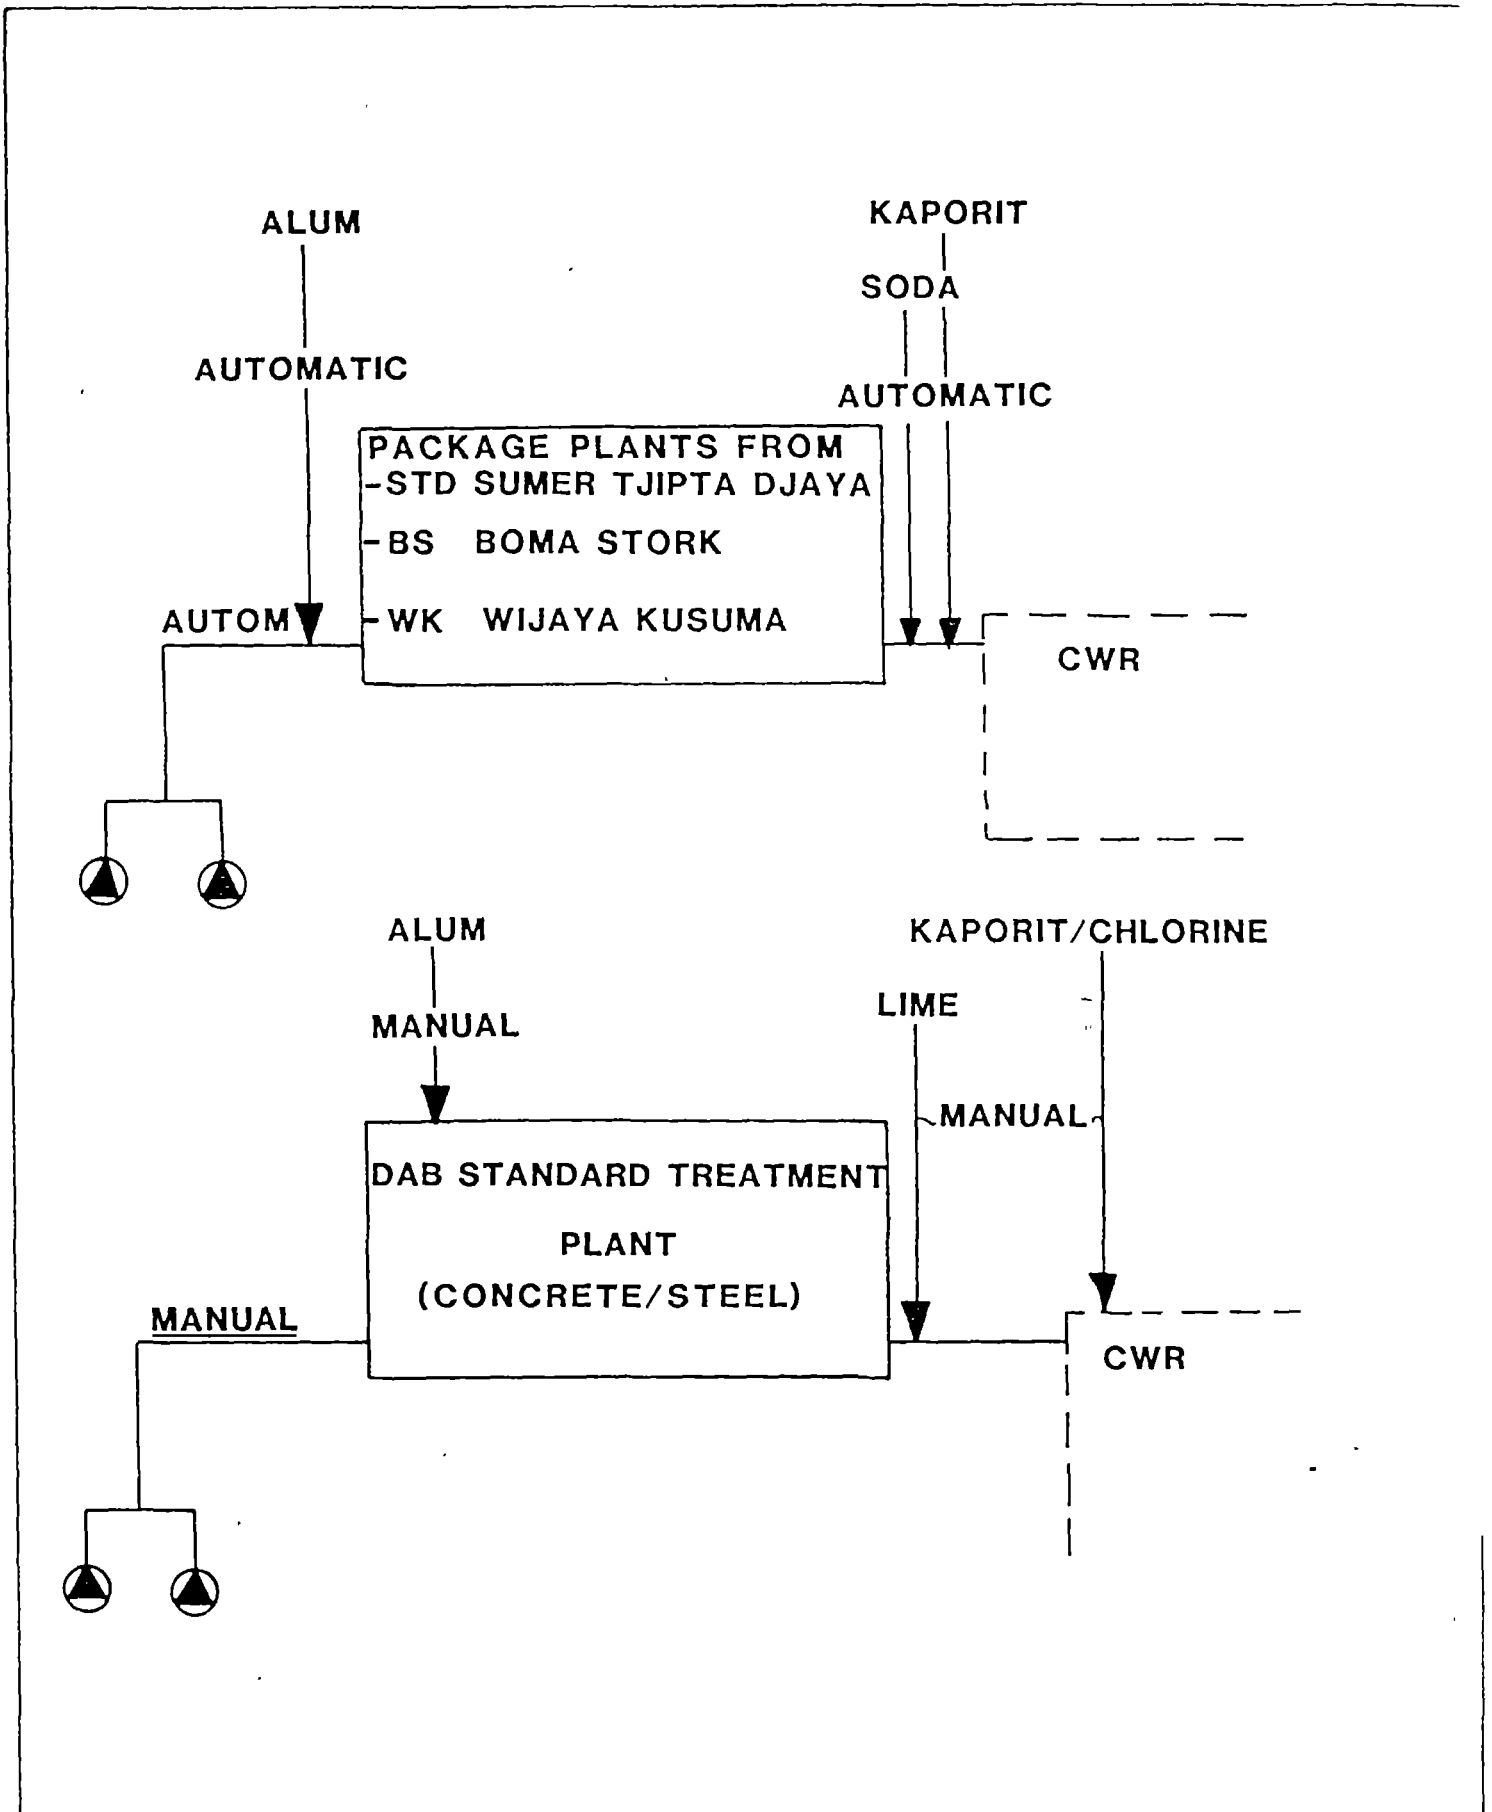 ALUM
KAPORIT
SODA
AUTOMATIC
AUTOMATIC
PACKAGE PLANTS FROM
-STD SUMER TJIPTA DJAYA
-BS BOMA STORK
AUTOM
-WK WIJAYA KUSUMA
CWR
ALUM
KAPORIT/CHLORINE
LIME
MANUAL
MANUAL
DAB STANDARD TREATMENT
PLANT
(CONCRETE/STEEL)
MANUAL
CWR